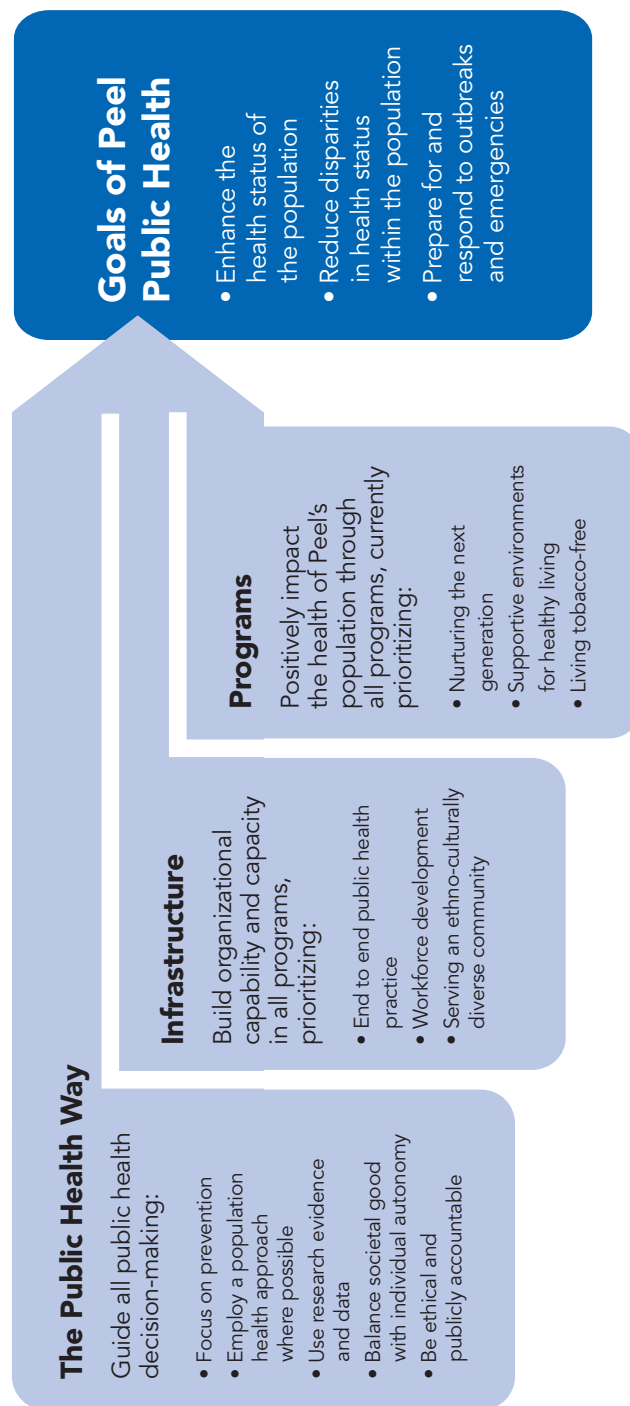 The Public Health Way
Guide all public health
decision-making:
• Focus on prevention
• Employ a population
health approach
where possible
• Use research evidence
and data
• Balance societal good
with individual autonomy
• Be ethical and
publicly accountable
Infrastructure
Build organizational
capability and capacity
in all programs,
prioritizing:
• End to end public health
practice
• Workforce development
• Serving an ethno-culturally
diverse community
Programs
Positively impact
the health of Peel’s
population through
all programs, currently
prioritizing:
• Nurturing the next
generation
• Supportive environments
for healthy living
• Living tobacco-free
Goals of Peel
Public Health
• Enhance the
health status of
the population
• Reduce disparities
in health status
within the population
• Prepare for and
respond to outbreaks
and emergencies